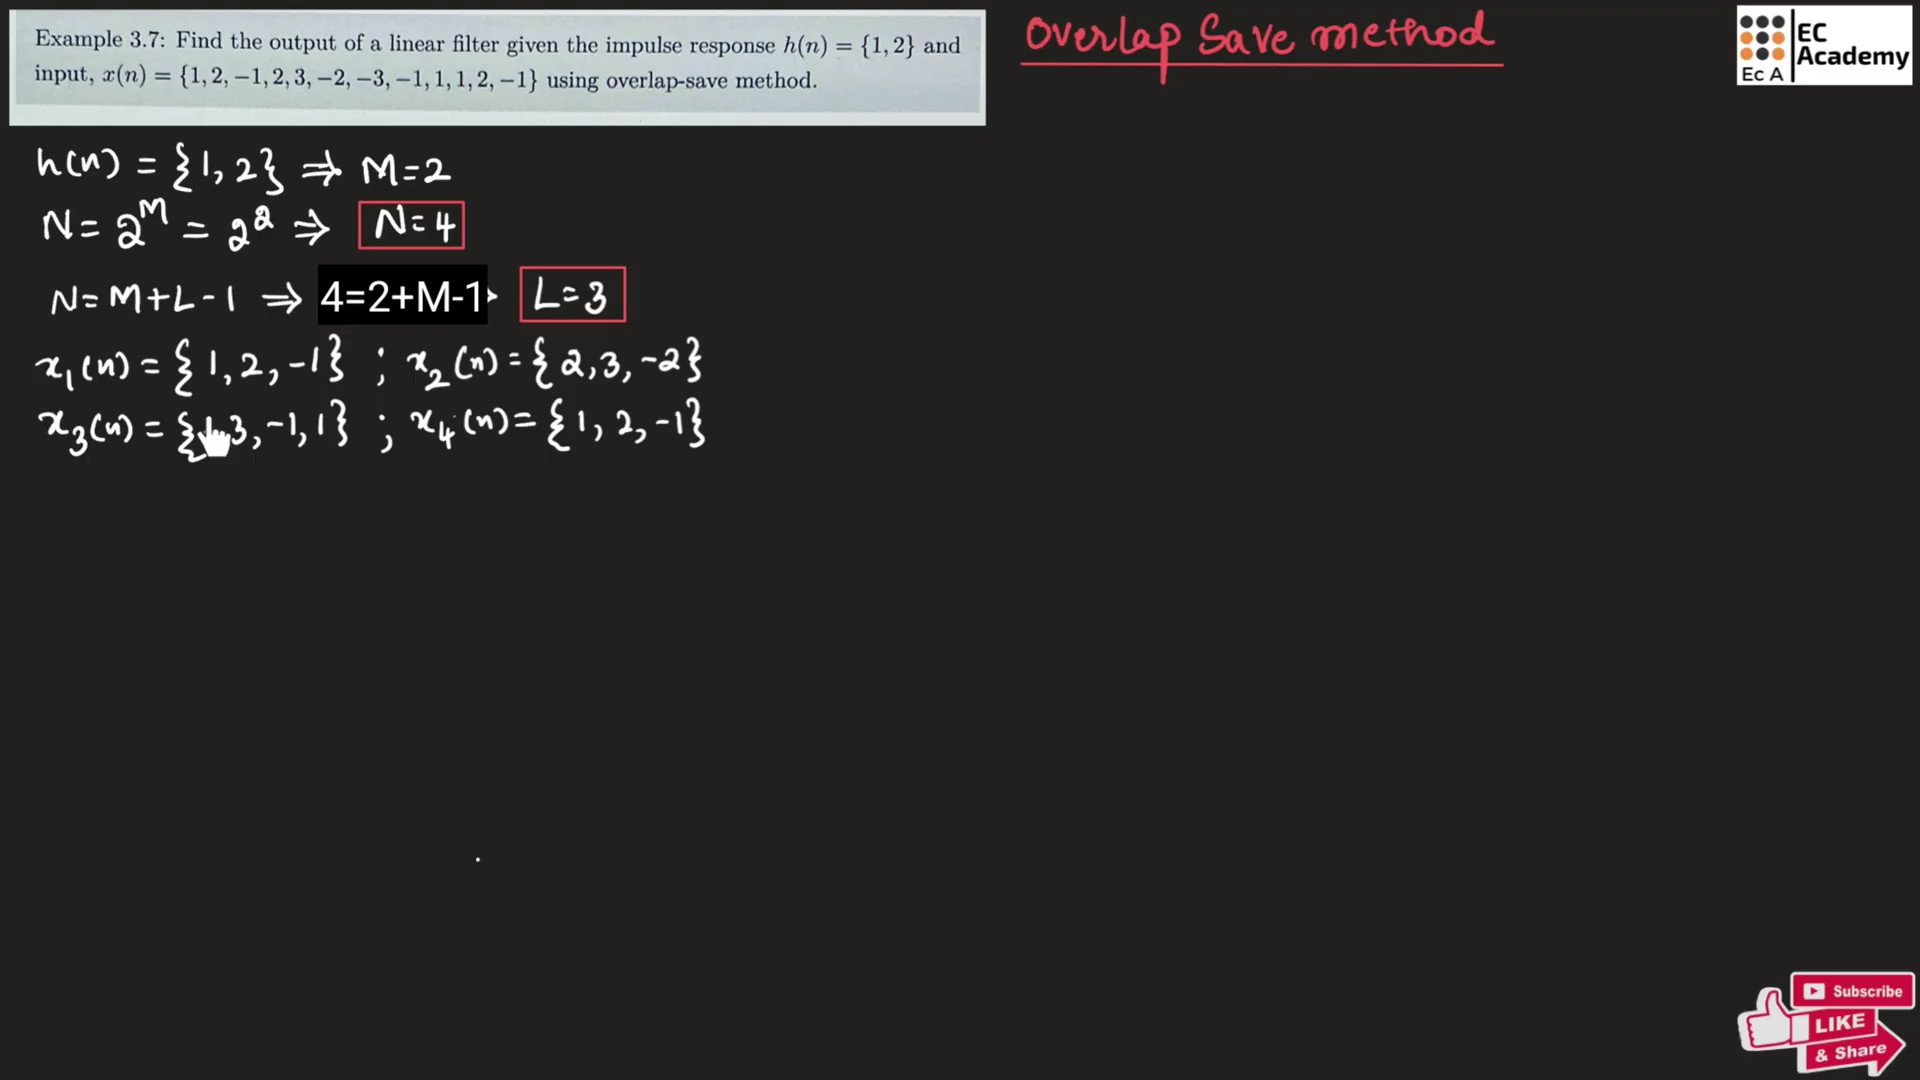 Example 3.7: Find the output of a linear filter given the impulse response h(n) = {1, 2} and
input, x(n) = {1, 2, −1, 2, 3, −2, −3, −1, 1, 1, 2, −1} using overlap-save method.
Overlap Save method
EC
Academy
Ec A
h(n) = {1, 2} ⇒ M=2
N= 2^M = 2^2 ⇒ N=4
N=M+L-1 ⇒ 4=2+M-1 L=3
x₁(n) = {1, 2, -1} ; x₂(n) = {2, 3, -2}
x₃(n) = { 3, -1, 1} ; x₄(n) = {1, 2, -1}
Subscribe
LIKE
& Share